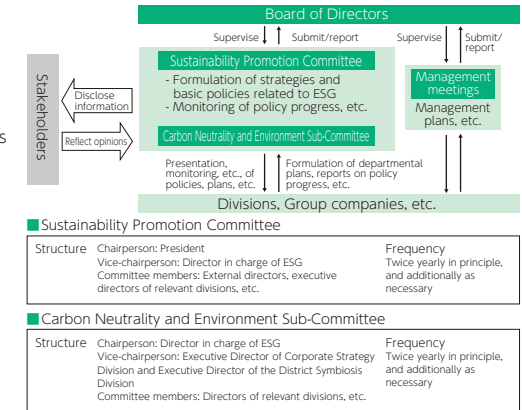 Board of Directors
Supervise
Submit/report
Supervise
Submit/
report
Sustainability Promotion Committee
- Formulation of strategies and
basic policies related to ESG
- Monitoring of policy progress, etc.
Carbon Neutrality and Environment Sub-Committee
Management
meetings
Management
plans, etc.
Stakeholders
Disclose
information
Reflect opinions
s
Presentation,
monitoring, etc., of
policies, plans, etc.
Formulation of departmental
plans, reports on policy
progress, etc.
Divisions, Group companies, etc.
■Sustainability Promotion Committee
Structure
Chairperson: President
Vice-chairperson: Director in charge of ESG
Committee members: External directors, executive
directors of relevant divisions, etc.
Frequency
Twice yearly in principle,
and additionally as
necessary
■Carbon Neutrality and Environment Sub-Committee
Structure
Chairperson: Director in charge of ESG
Vice-chairperson: Executive Director of Corporate Strategy
Division and Executive Director of the District Symbiosis
Division
Committee members: Directors of relevant divisions, etc.
Frequency
Twice yearly in principle,
and additionally as
necessary